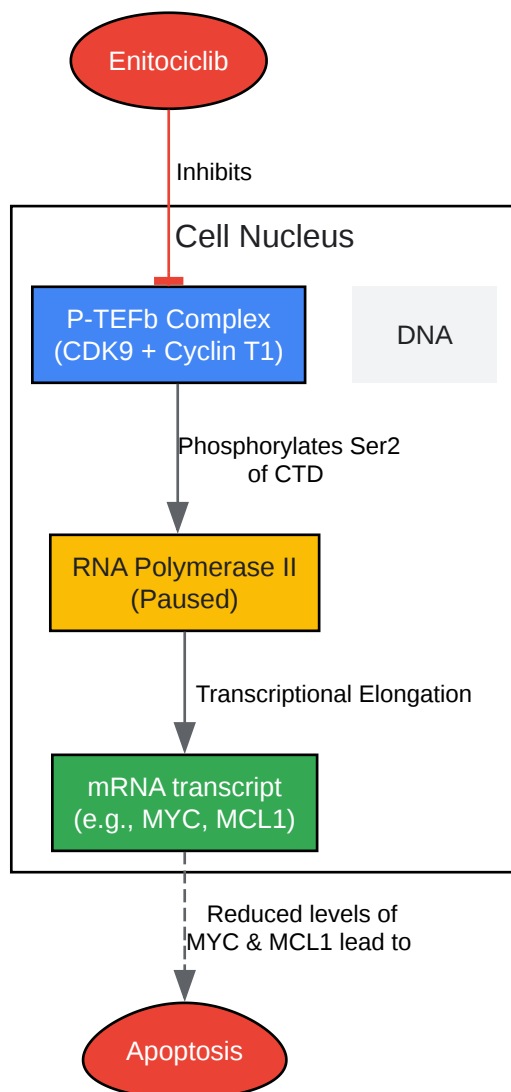 Enitociclib
Inhibits
Cell Nucleus
P-TEFb Complex
(CDK9 + Cyclin T1)
DNA
Phosphorylates Ser2
of CTD
RNA Polymerase II
(Paused)
Transcriptional Elongation
mRNA transcript
(e.g., MYC, MCL1)
Reduced levels of
MYC & MCL1 lead to
Apoptosis